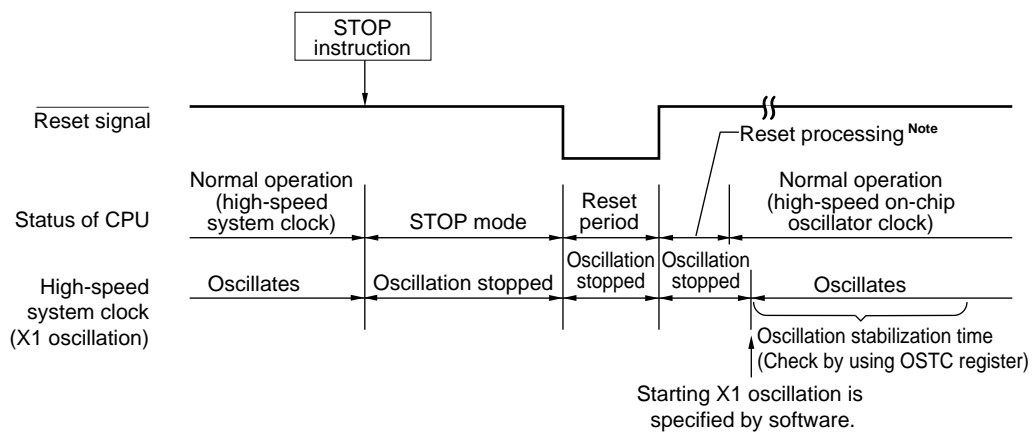 STOP
instruction
Reset signal
Reset processing Note
Status of CPU
Normal operation
(high-speed
system clock)
STOP mode
Reset
period
Normal operation
(high-speed on-chip
oscillator clock)
High-speed
system clock
(X1 oscillation)
Oscillates
Oscillation stopped
Oscillation
stopped
Oscillation
stopped
Oscillates
Oscillation stabilization time
(Check by using OSTC register)
Starting X1 oscillation is
specified by software.